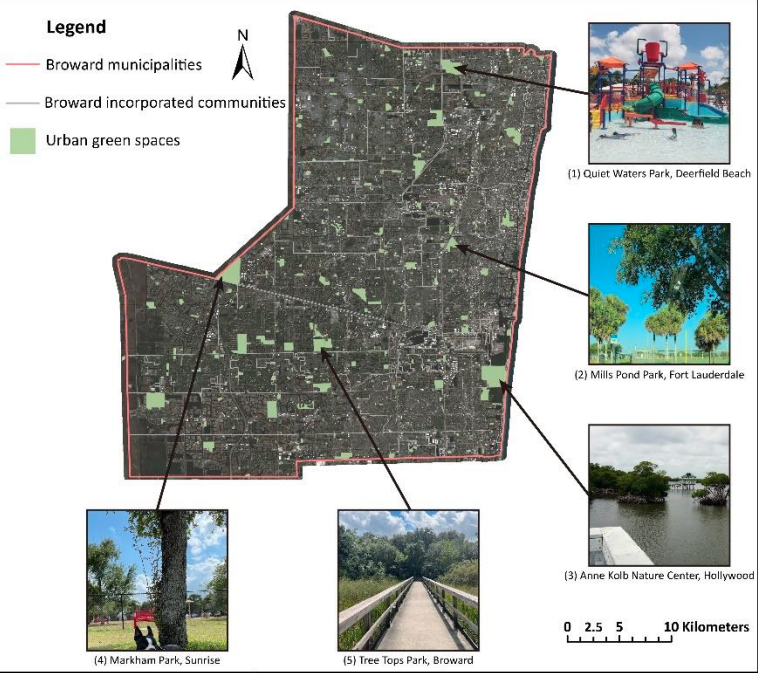 Legend
N
Broward municipalities
Broward incorporated communities
Urban green spaces
(1) Quiet Waters Park, Deerfield Beach
(2) Mills Pond Park, Fort Lauderdale
(3) Anne Kolb Nature Center, Hollywood
(4) Markham Park, Sunrise
(5) Tree Tops Park, Broward
0 2.5 5 10 Kilometers